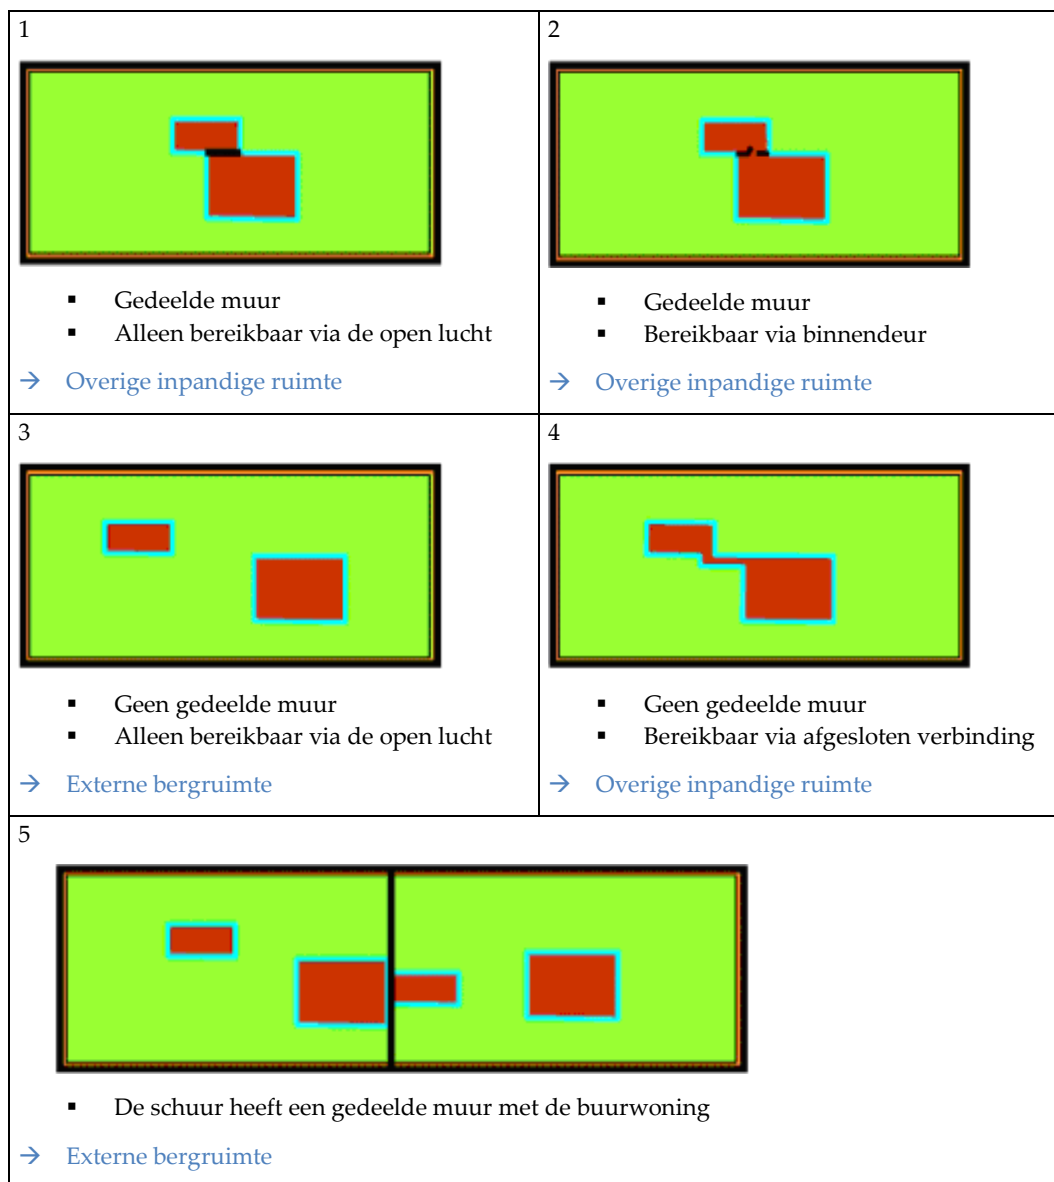 1
▪ Gedeelde muur
▪ Alleen bereikbaar via de open lucht
→ Overige inpandige ruimte
2
▪ Gedeelde muur
▪ Bereikbaar via binnendeur
→ Overige inpandige ruimte
3
▪ Geen gedeelde muur
▪ Alleen bereikbaar via de open lucht
→ Externe bergruimte
4
▪ Geen gedeelde muur
▪ Bereikbaar via afgesloten verbinding
→ Overige inpandige ruimte
5
▪ De schuur heeft een gedeelde muur met de buurwoning
→ Externe bergruimte